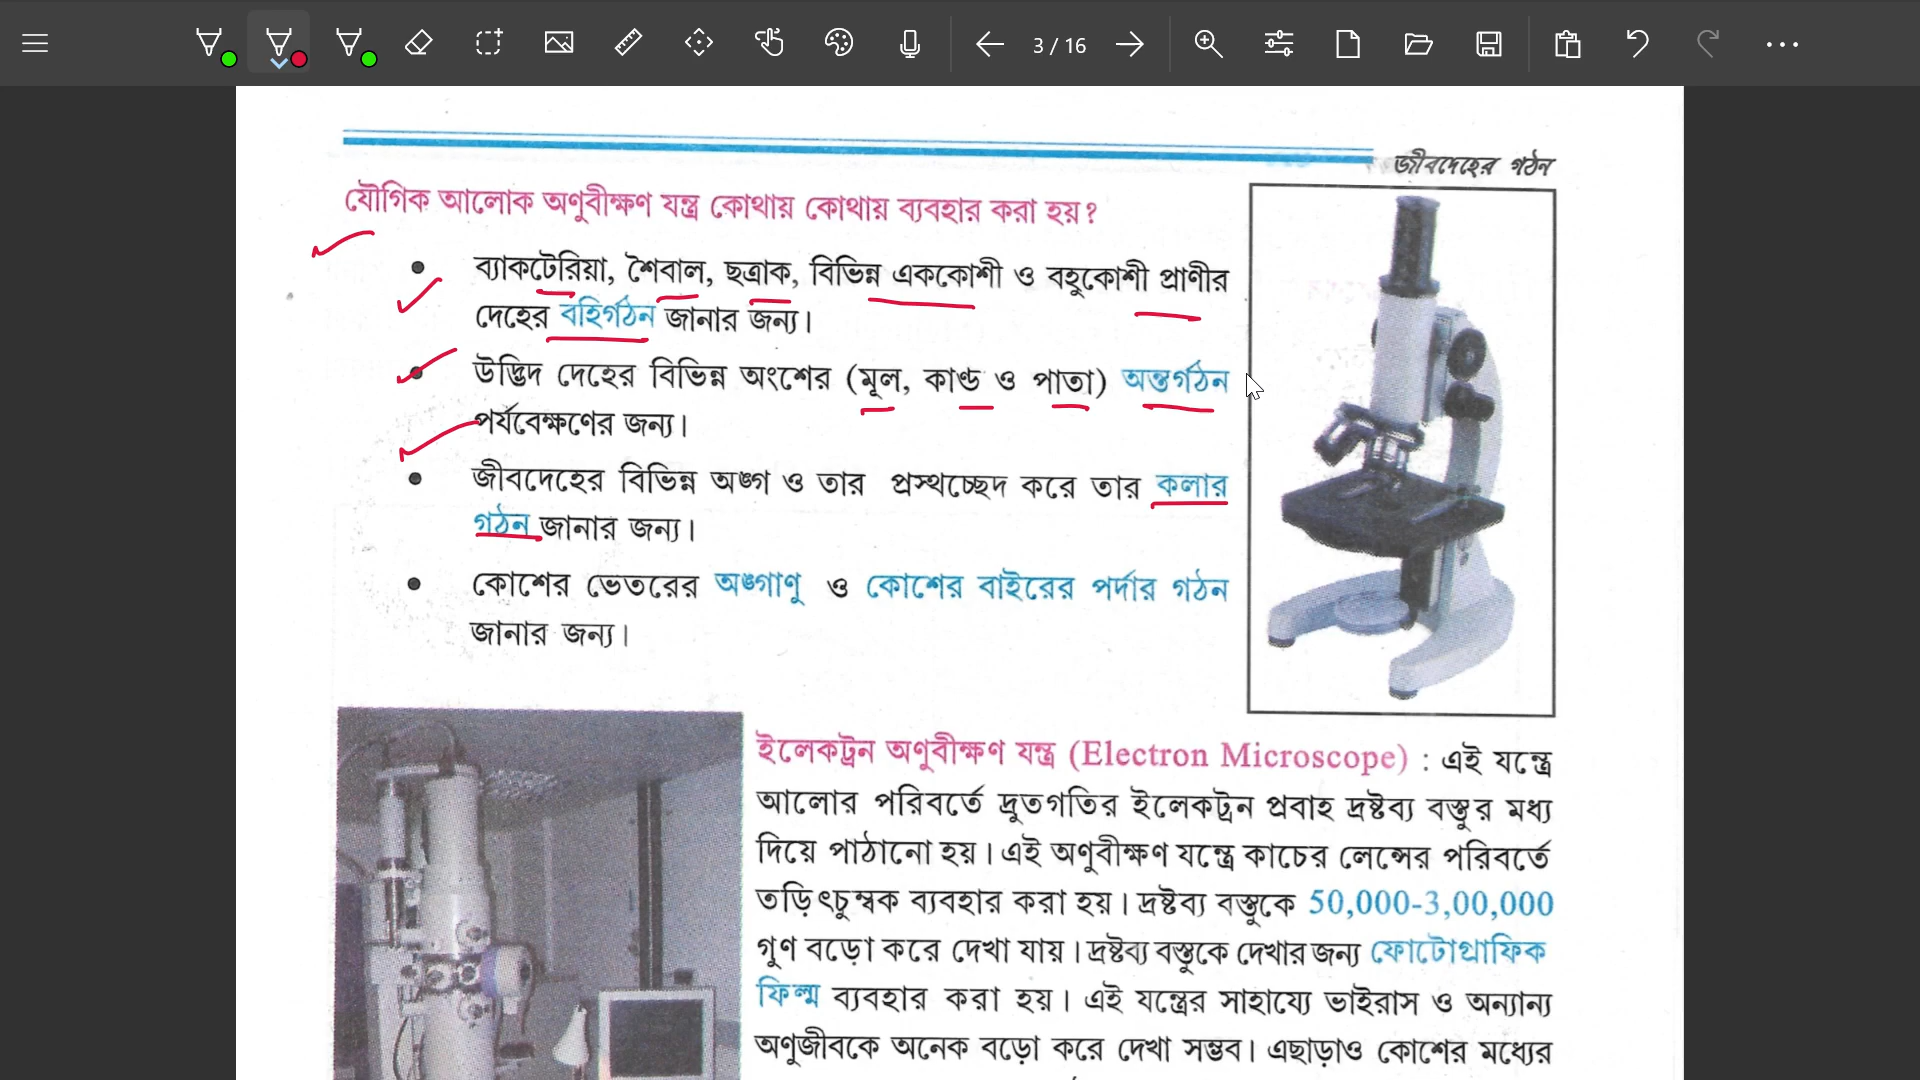 3 / 16
জীবদেহের গঠন
যৌগিক আলোক অণুবীক্ষণ যন্ত্র কোথায় কোথায় ব্যবহার করা হয়?
• ব্যাকটেরিয়া, শৈবাল, ছত্রাক, বিভিন্ন এককোশী ও বহুকোশী প্রাণীর
দেহের বহির্গঠন জানার জন্য।
• উদ্ভিদ দেহের বিভিন্ন অংশের (মূল, কাণ্ড ও পাতা) অন্তর্গঠন
পর্যবেক্ষণের জন্য।
• জীবদেহের বিভিন্ন অঙ্গ ও তার প্রস্থচ্ছেদ করে তার কলার
গঠন জানার জন্য।
• কোশের ভেতরের অঙ্গাণু ও কোশের বাইরের পর্দার গঠন
জানার জন্য।
ইলেকট্রন অণুবীক্ষণ যন্ত্র (Electron Microscope) : এই যন্ত্রে
আলোর পরিবর্তে দ্রুতগতির ইলেকট্রন প্রবাহ দ্রষ্টব্য বস্তুর মধ্য
দিয়ে পাঠানো হয়। এই অণুবীক্ষণ যন্ত্রে কাচের লেন্সের পরিবর্তে
তড়িৎচুম্বক ব্যবহার করা হয়। দ্রষ্টব্য বস্তুকে 50,000-3,00,000
গুণ বড়ো করে দেখা যায়। দ্রষ্টব্য বস্তুকে দেখার জন্য ফোটোগ্রাফিক
ফিল্ম ব্যবহার করা হয়। এই যন্ত্রের সাহায্যে ভাইরাস ও অন্যান্য
অণুজীবকে অনেক বড়ো করে দেখা সম্ভব। এছাড়াও কোশের মধ্যের